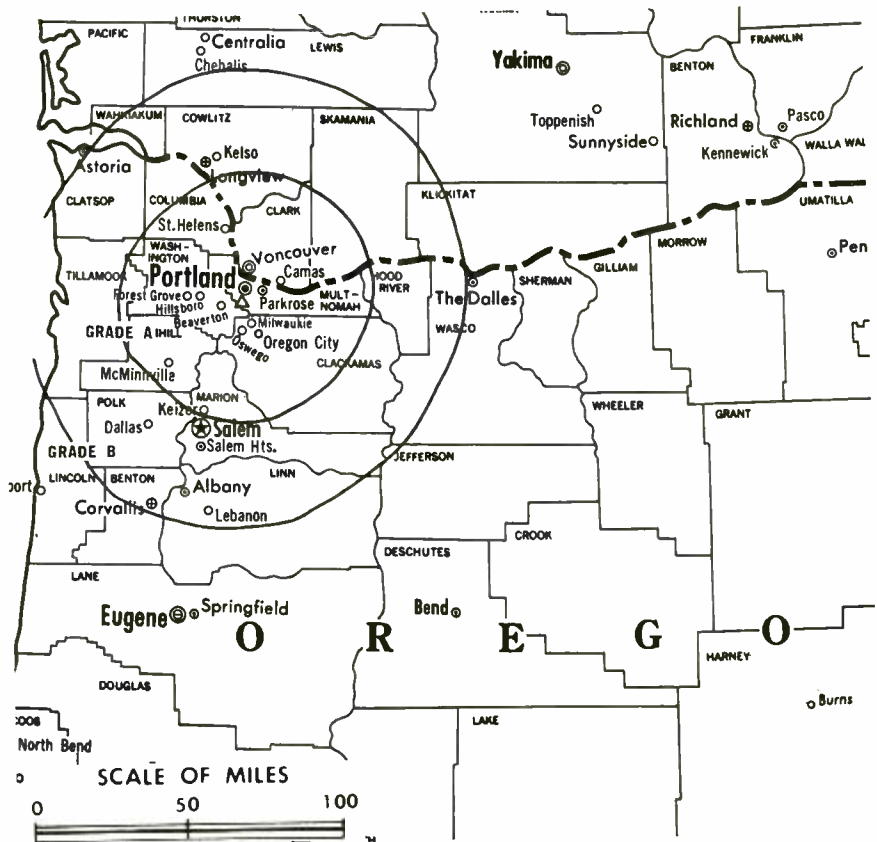 THURSTON
PACIFIC
Centralia
LEWIS
Chehalis
Yakima
FRANKLIN
BENTON
WAHKIAKUM
COWLITZ
SKAMANIA
Toppenish
Sunnyside
Richland
Pasco
Kennewick
WALLA WAL
Astoria
Kelso
Longview
CLATSOP
COLUMBIA
CLARK
KLICKITAT
UMATILLA
St. Helens
WASH-
INGTON
Voncouver
MORROW
TILLAMOOK
Portland
Camas
HOOD
RIVER
GILLIAM
SHERMAN
Pen
Forest Grove
Hillsboro
Parkrose
MULT-
NOMAH
The Dalles
Beaverton
Milwaukie
WASCO
GRADE A
HILL
Oswego
Oregon City
CLACKAMAS
McMinnville
POLK
MARION
Keizer
WHEELER
GRANT
Dallas
Salem
GRADE B
Salem Hts.
JEFFERSON
LINN
LINCOLN
BENTON
port
Albany
Corvallis
Lebanon
CROOK
DESCHUTES
LANE
Eugene
Springfield
Bend
O R E G O
HARNEY
DOUGLAS
Burns
COOS
LAKE
North Bend
SCALE OF MILES
0 50 100